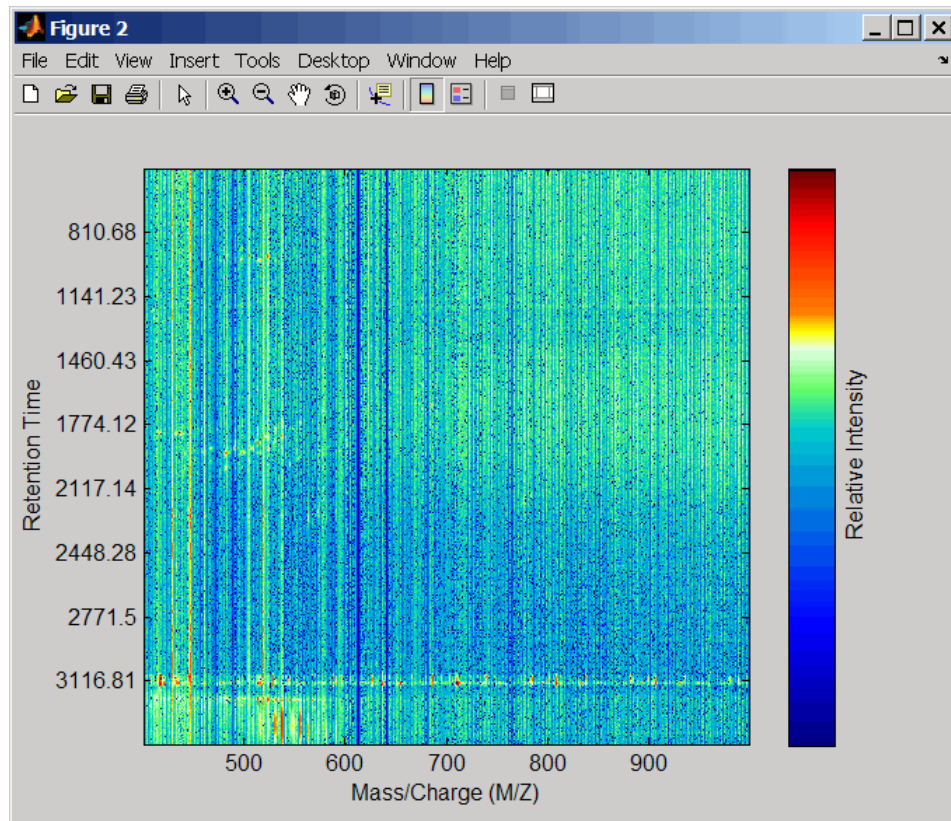 Figure 2
File Edit View Insert Tools Desktop Window Help
810.68
1141.23
1460.43
1774.12
2117.14
2448.28
2771.5
3116.81
Retention Time
500 600 700 800 900
Mass/Charge (M/Z)
Relative Intensity